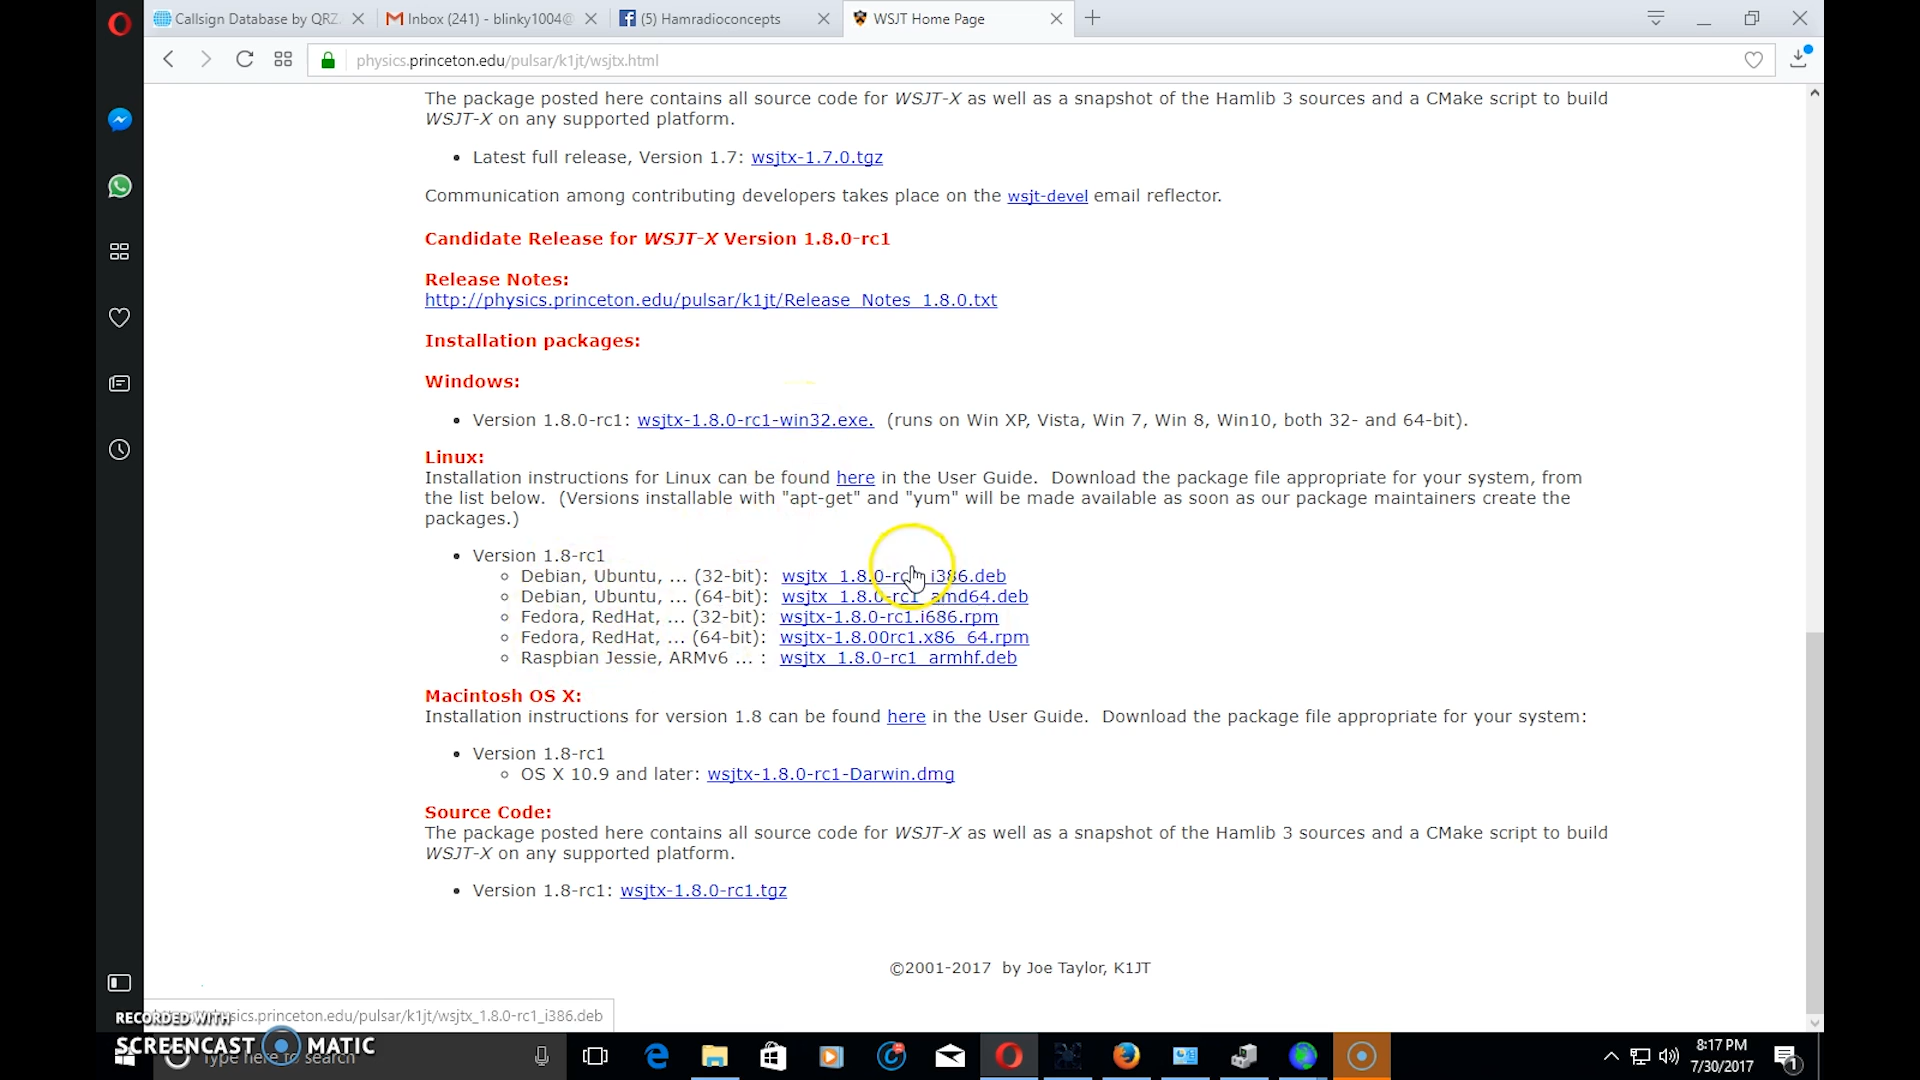 Callsign Database by QRZ.
Inbox (241) - blinky1004@
(5) Hamradioconcepts
WSJT Home Page
physics.princeton.edu/pulsar/k1jt/wsjtx.html
The package posted here contains all source code for WSJT-X as well as a snapshot of the Hamlib 3 sources and a CMake script to build
WSJT-X on any supported platform.
• Latest full release, Version 1.7: wsjtx-1.7.0.tgz
Communication among contributing developers takes place on the wsjt-devel email reflector.
Candidate Release for WSJT-X Version 1.8.0-rc1
Release Notes:
http://physics.princeton.edu/pulsar/k1jt/Release_Notes_1.8.0.txt
Installation packages:
Windows:
• Version 1.8.0-rc1: wsjtx-1.8.0-rc1-win32.exe. (runs on Win XP, Vista, Win 7, Win 8, Win10, both 32- and 64-bit).
Linux:
Installation instructions for Linux can be found here in the User Guide. Download the package file appropriate for your system, from
the list below. (Versions installable with "apt-get" and "yum" will be made available as soon as our package maintainers create the
packages.)
• Version 1.8-rc1
Debian, Ubuntu, ... (32-bit): wsjtx_1.8.0-rc1_i386.deb
Debian, Ubuntu, ... (64-bit): wsjtx_1.8.0-rc1_amd64.deb
Fedora, RedHat, ... (32-bit): wsjtx-1.8.0-rc1.i686.rpm
Fedora, RedHat, ... (64-bit): wsjtx-1.8.00rc1.x86_64.rpm
Raspbian Jessie, ARMv6 ... : wsjtx_1.8.0-rc1_armhf.deb
Macintosh OS X:
Installation instructions for version 1.8 can be found here in the User Guide. Download the package file appropriate for your system:
• Version 1.8-rc1
OS X 10.9 and later: wsjtx-1.8.0-rc1-Darwin.dmg
Source Code:
The package posted here contains all source code for WSJT-X as well as a snapshot of the Hamlib 3 sources and a CMake script to build
WSJT-X on any supported platform.
• Version 1.8-rc1: wsjtx-1.8.0-rc1.tgz
©2001-2017 by Joe Taylor, K1JT
sics.princeton.edu/pulsar/k1jt/wsjtx_1.8.0-rc1_i386.deb
RECORDED WITH
SCREENCAST MATIC
Type here to search
8:17 PM
7/30/2017
1